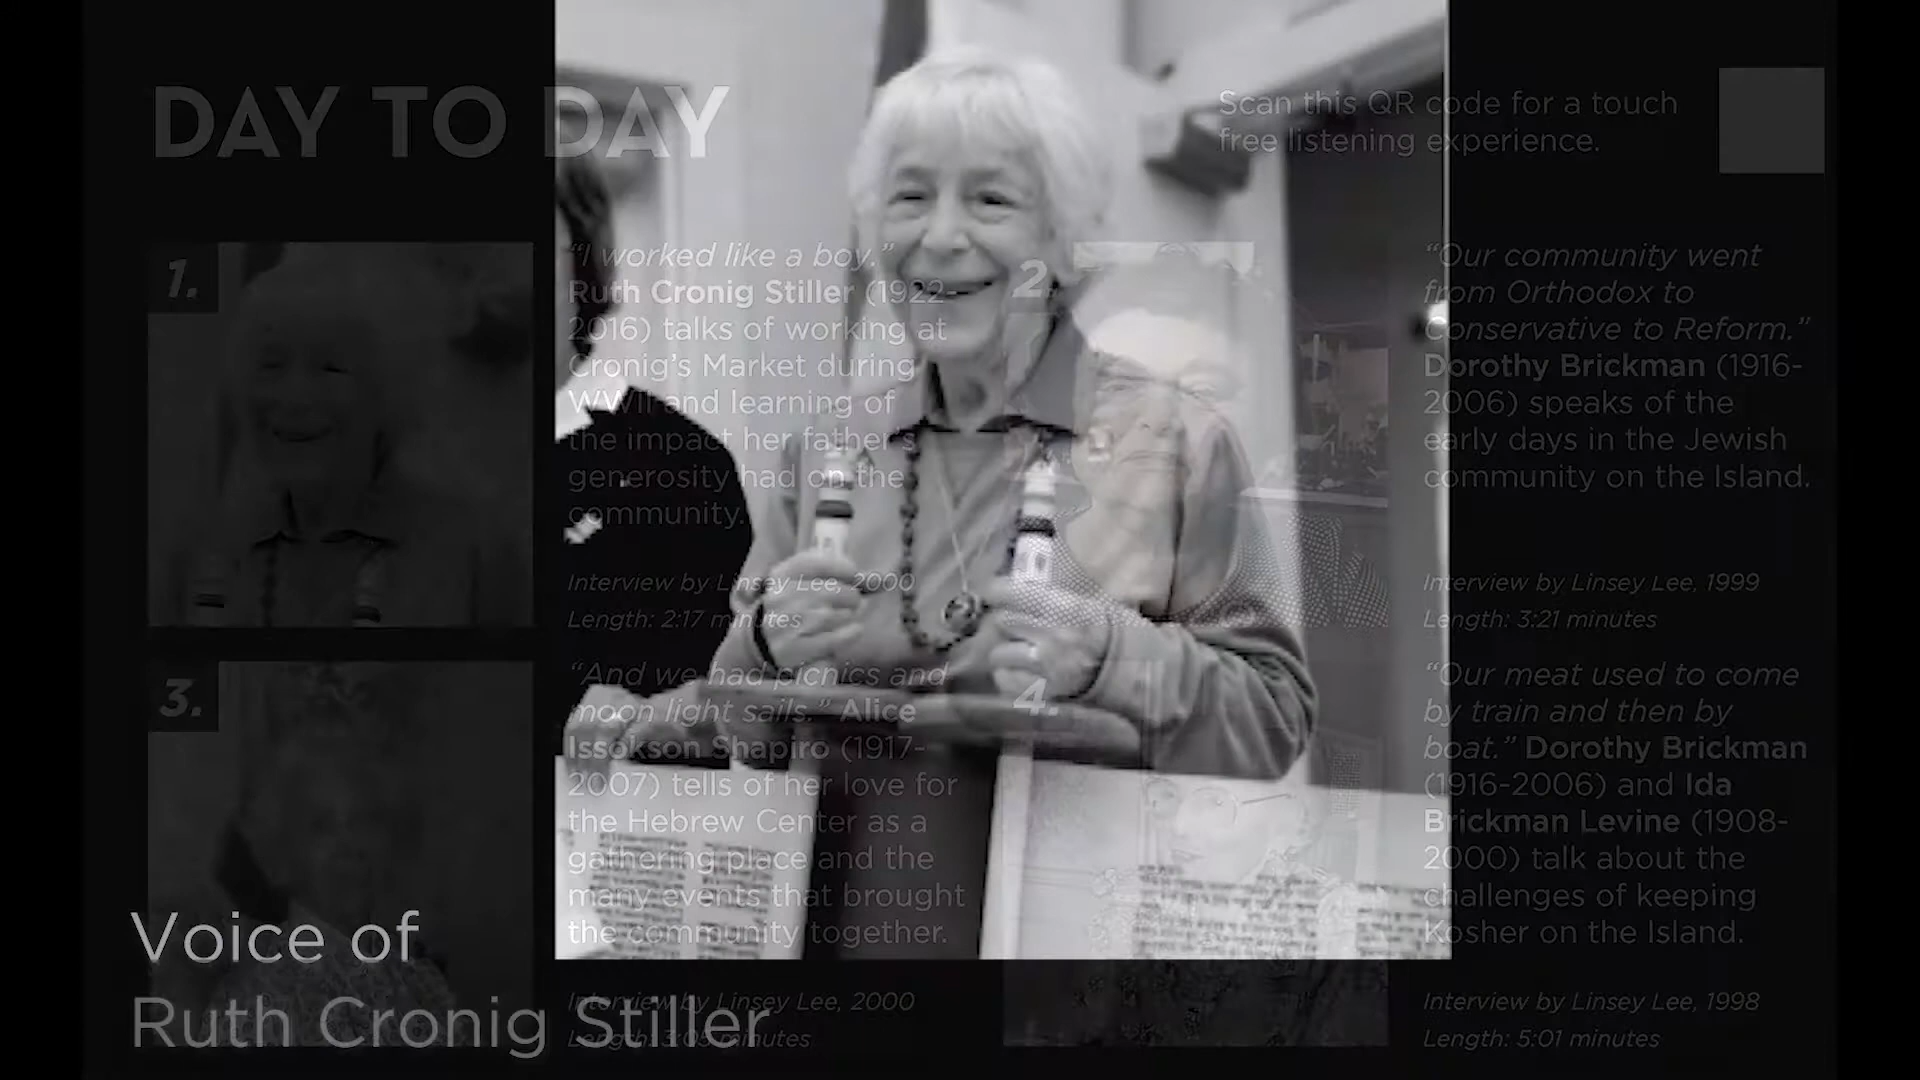 DAY TO DAY
Scan this QR code for a touch
free listening experience.
1.
“I worked like a boy.”
Ruth Cronig Stiller (1922-
2016) talks of working at
Cronig’s Market during
WWII and learning of
the impact her father’s
generosity had on the
community.
Interview by Linsey Lee, 2000
Length: 2:17 minutes
2.
“Our community went
from Orthodox to
Conservative to Reform.”
Dorothy Brickman (1916-
2006) speaks of the
early days in the Jewish
community on the Island.
Interview by Linsey Lee, 1999
Length: 3:21 minutes
3.
“And we had picnics and
moon light sails.” Alice
Issokson Shapiro (1917-
2007) tells of her love for
the Hebrew Center as a
gathering place and the
many events that brought
the community together.
Interview by Linsey Lee, 2000
Length: 3:05 minutes
4.
“Our meat used to come
by train and then by
boat.” Dorothy Brickman
(1916-2006) and Ida
Brickman Levine (1908-
2000) talk about the
challenges of keeping
Kosher on the Island.
Interview by Linsey Lee, 1998
Length: 5:01 minutes
Voice of
Ruth Cronig Stiller